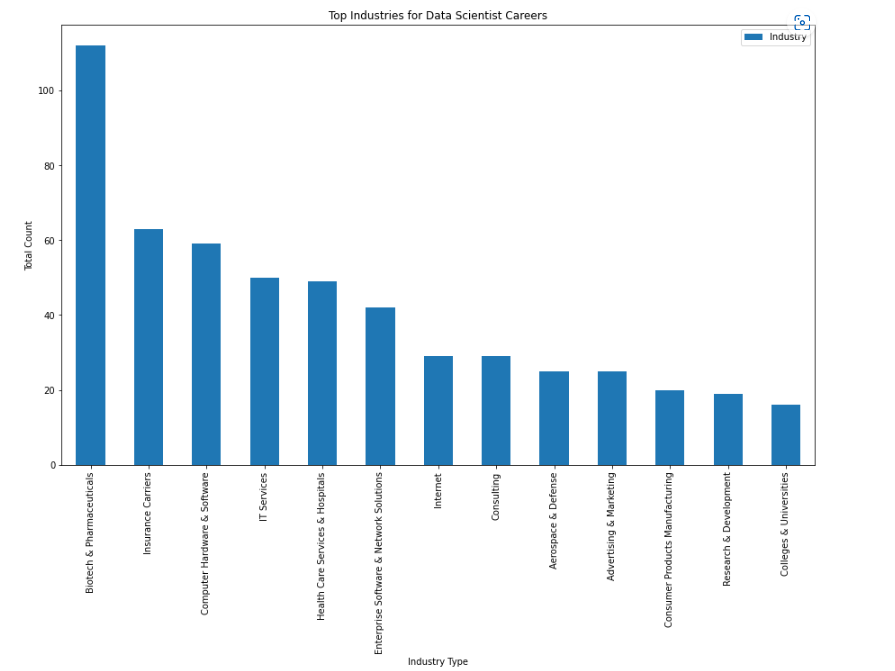 Top Industries for Data Scientist Careers
Industry
100
80
60
40
20
0
Total Count
Biotech & Pharmaceuticals
Insurance Carriers
Computer Hardware & Software
IT Services
Health Care Services & Hospitals
Enterprise Software & Network Solutions
Internet
Consulting
Aerospace & Defense
Advertising & Marketing
Consumer Products Manufacturing
Research & Development
Colleges & Universities
Industry Type